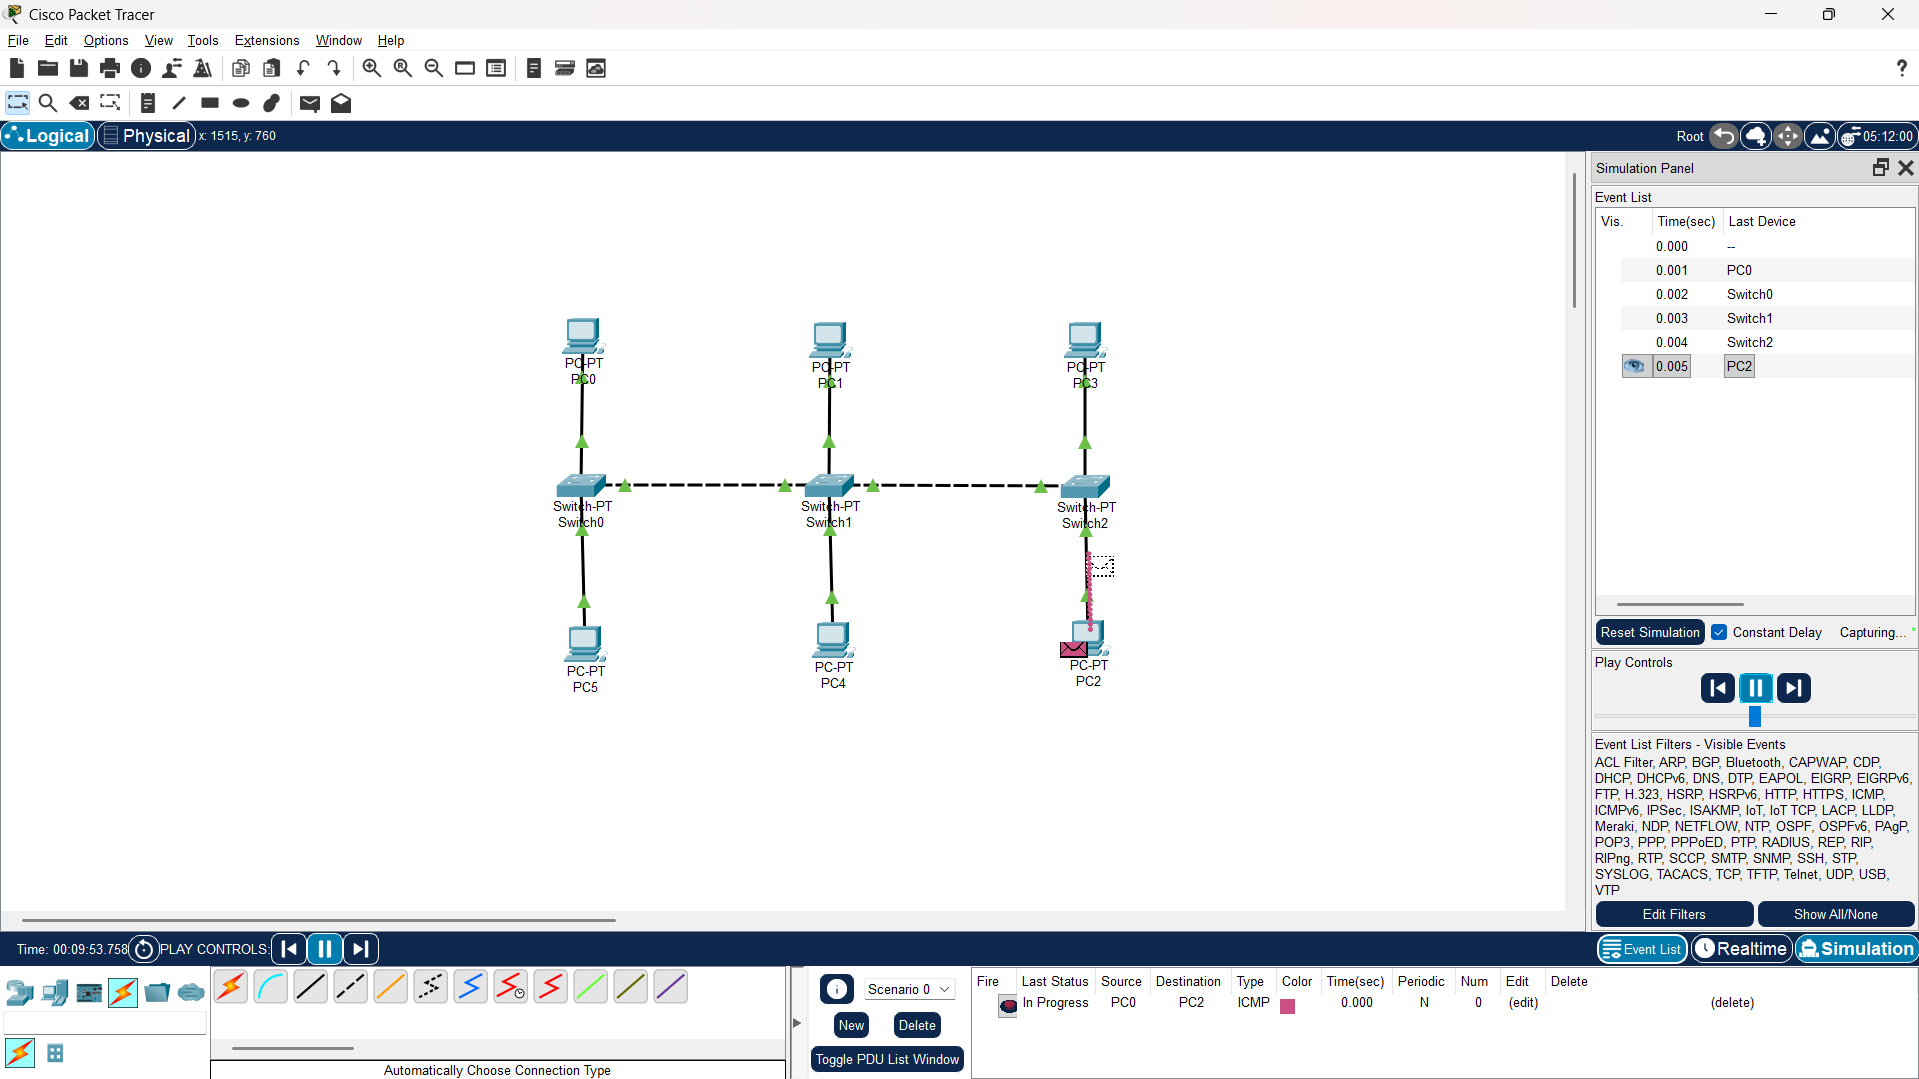 Cisco Packet Tracer
File Edit Options View Tools Extensions Window Help
?
Logical Physical x: 1515, y: 760 Root 05:12:00
Simulation Panel
Event List
Vis. Time(sec) Last Device
0.000 --
0.001 PC0
0.002 Switch0
0.003 Switch1
0.004 Switch2
0.005 PC2
PC-PT
PC0
PC-PT
PC1
PC-PT
PC3
Switch-PT
Switch0
Switch-PT
Switch1
Switch-PT
Switch2
PC-PT
PC5
PC-PT
PC4
PC-PT
PC2
Reset Simulation Constant Delay Capturing...
Play Controls
Event List Filters - Visible Events
ACL Filter, ARP, BGP, Bluetooth, CAPWAP, CDP,
DHCP, DHCPv6, DNS, DTP, EAPOL, EIGRP, EIGRPv6,
FTP, H.323, HSRP, HSRPv6, HTTP, HTTPS, ICMP,
ICMPv6, IPSec, ISAKMP, IoT, IoT TCP, LACP, LLDP,
Meraki, NDP, NETFLOW, NTP, OSPF, OSPFv6, PAgP,
POP3, PPP, PPPoED, PTP, RADIUS, REP, RIP,
RIPng, RTP, SCCP, SMTP, SNMP, SSH, STP,
SYSLOG, TACACS, TCP, TFTP, Telnet, UDP, USB,
VTP
Edit Filters Show All/None
Time: 00:09:53.758 PLAY CONTROLS: Event List Realtime Simulation
Scenario 0
New Delete
Toggle PDU List Window
Fire Last Status Source Destination Type Color Time(sec) Periodic Num Edit Delete
In Progress PC0 PC2 ICMP 0.000 N 0 (edit) (delete)
Automatically Choose Connection Type